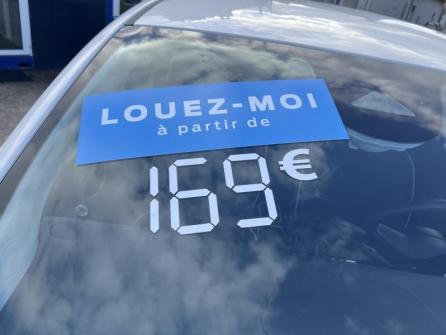 LOUEZ-MOI
à partir de
169€